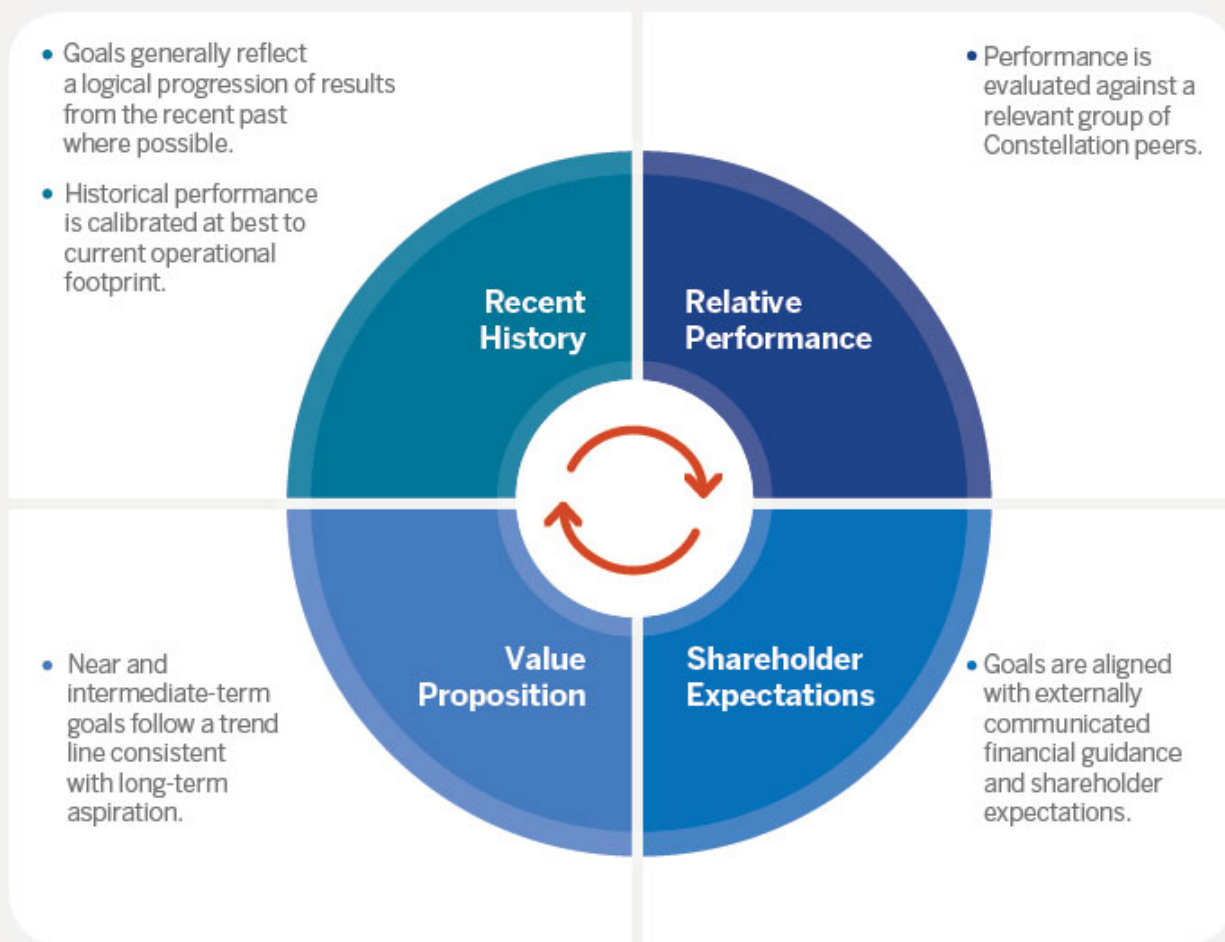 • Goals generally reflect
a logical progression of results
from the recent past
where possible.
• Historical performance
is calibrated at best to
current operational
footprint.
• Performance is
evaluated against a
relevant group of
Constellation peers.
Recent
History
Relative
Performance
Value
Proposition
Shareholder
Expectations
• Near and
intermediate-term
goals follow a trend
line consistent
with long-term
aspiration.
• Goals are aligned
with externally
communicated
financial guidance
and shareholder
expectations.